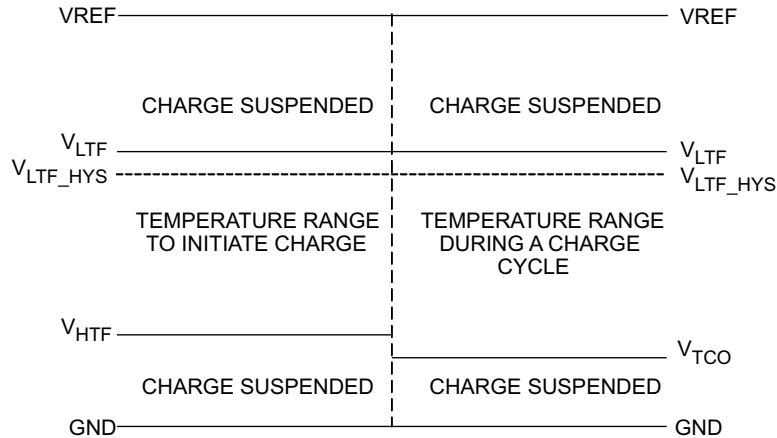 VREF VREF
CHARGE SUSPENDED CHARGE SUSPENDED
VLTF VLTF
VLTF_HYS VLTF_HYS
TEMPERATURE RANGE TEMPERATURE RANGE
TO INITIATE CHARGE DURING A CHARGE
CYCLE
VHTF
VTCO
CHARGE SUSPENDED CHARGE SUSPENDED
GND GND